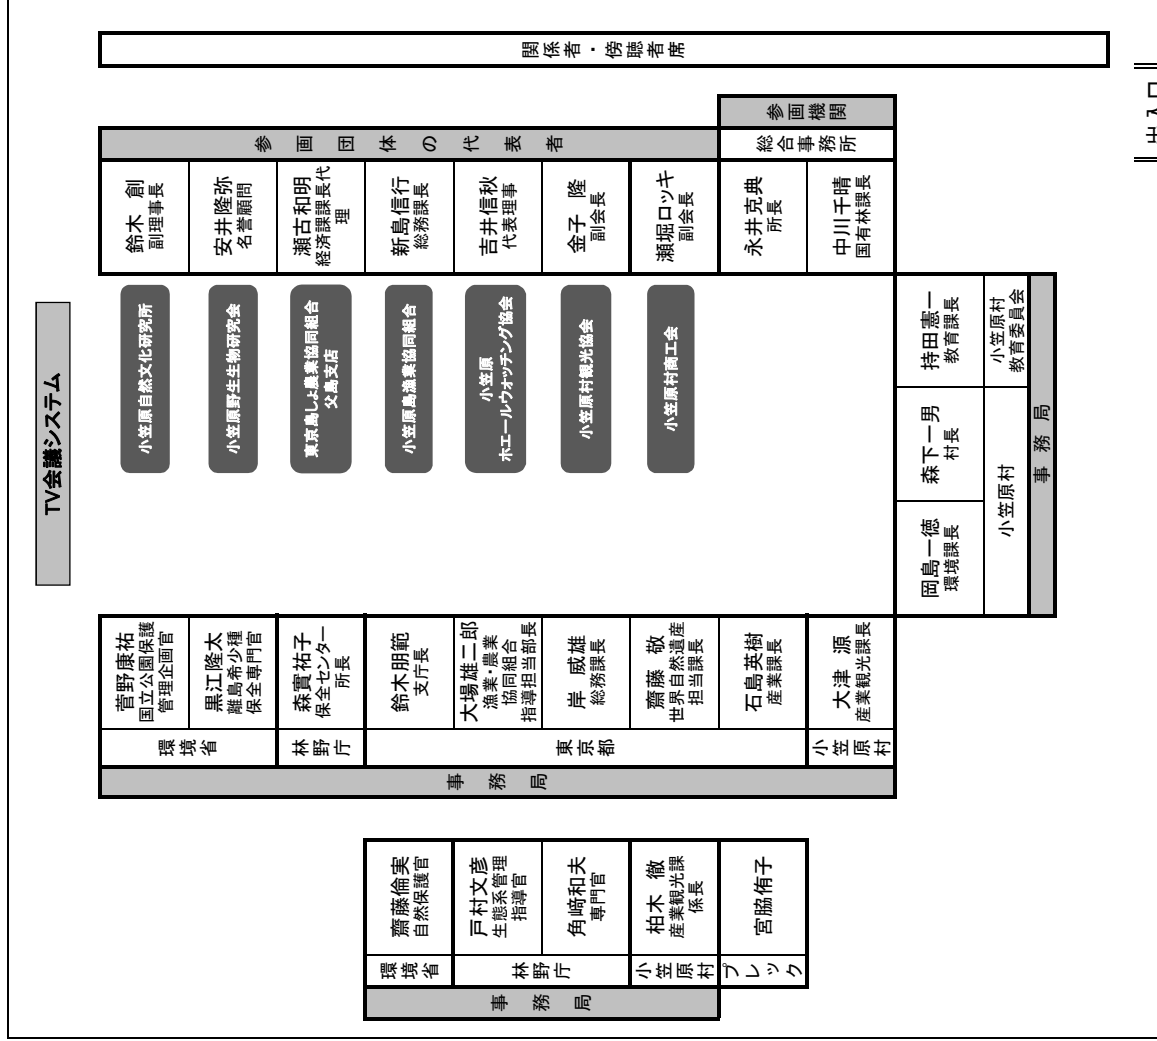 関係者・傍聴者席
出入口
TV会議システム
参画機関
参画団体の代表者
総合事務所
鈴木 創
副理事長
安井隆弥
名誉顧問
瀬古和明
経済課課長代
理
新島信行
総務課長
吉井信秋
代表理事
金子 隆
副会長
瀬堀ロッキ
副会長
永井克典
所長
中川千晴
国有林課長
小笠原自然文化研究所
小笠原野生生物研究会
東京島しょ農業協同組合
父島支店
小笠原島漁業協同組合
小笠原
ホエールウォッチング協会
小笠原村観光協会
小笠原村商工会
持田憲一
教育課長
小笠原村
教育委員会
森下一男
村長
岡島一徳
環境課長
小笠原村
事務局
菅野康祐
国立公園保護
管理企画官
黒江隆太
離島希少種
保全専門官
森實祐子
保全センター
所長
鈴木朋範
支庁長
大場雄二郎
漁業 農業
協同組合
指導担当部長
岸 威雄
総務課長
齋藤 敬
世界自然遺産
担当課長
石島英樹
産業課長
大津 源
産業観光課長
環境省
林野庁
東京都
小笠原村
事務局
齋藤倫実
自然保護官
戸村文彦
生態系管理
指導官
角﨑和夫
専門官
柏木 徹
産業観光課
係長
宮脇侑子
環境省
林野庁
小笠原村
プレック
事務局